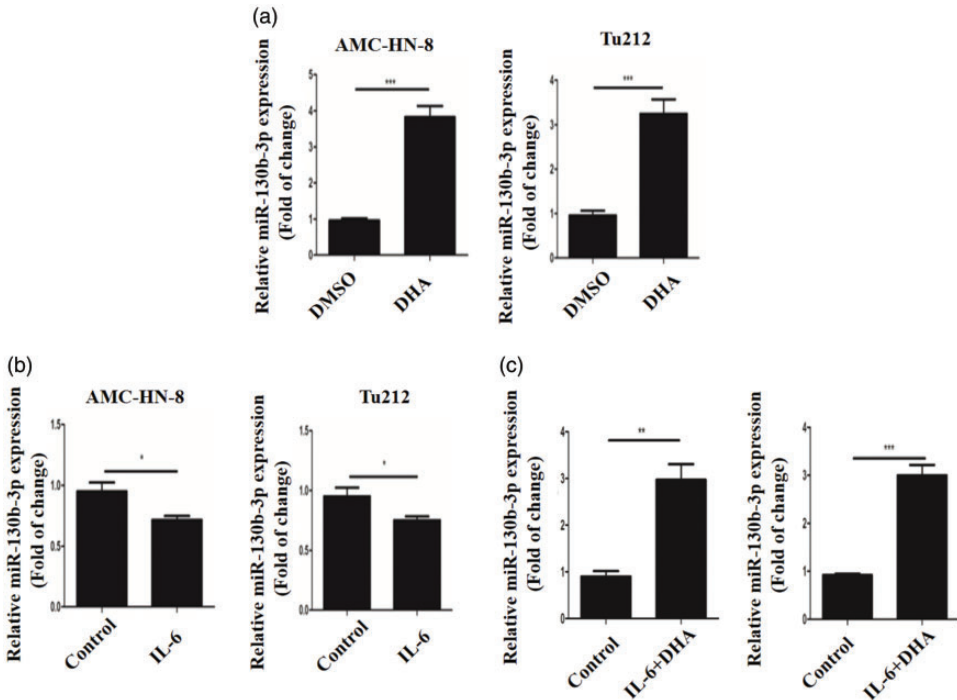 (a)
AMC-HN-8
Relative miR-130b-3p expression
(Fold of change)
5
4
3
2
1
0
***
DMSO
DHA
Tu212
Relative miR-130b-3p expression
(Fold of change)
4
3
2
1
0
***
DMSO
DHA
(b)
AMC-HN-8
Relative miR-130b-3p expression
(Fold of change)
1.5
1.0
0.5
0.0
*
Control
IL-6
Tu212
Relative miR-130b-3p expression
(Fold of change)
1.5
1.0
0.5
0.0
*
Control
IL-6
(c)
Relative miR-130b-3p expression
(Fold of change)
4
3
2
1
0
**
Control
IL-6+DHA
Relative miR-130b-3p expression
(Fold of change)
4
3
2
1
0
***
Control
IL-6+DHA